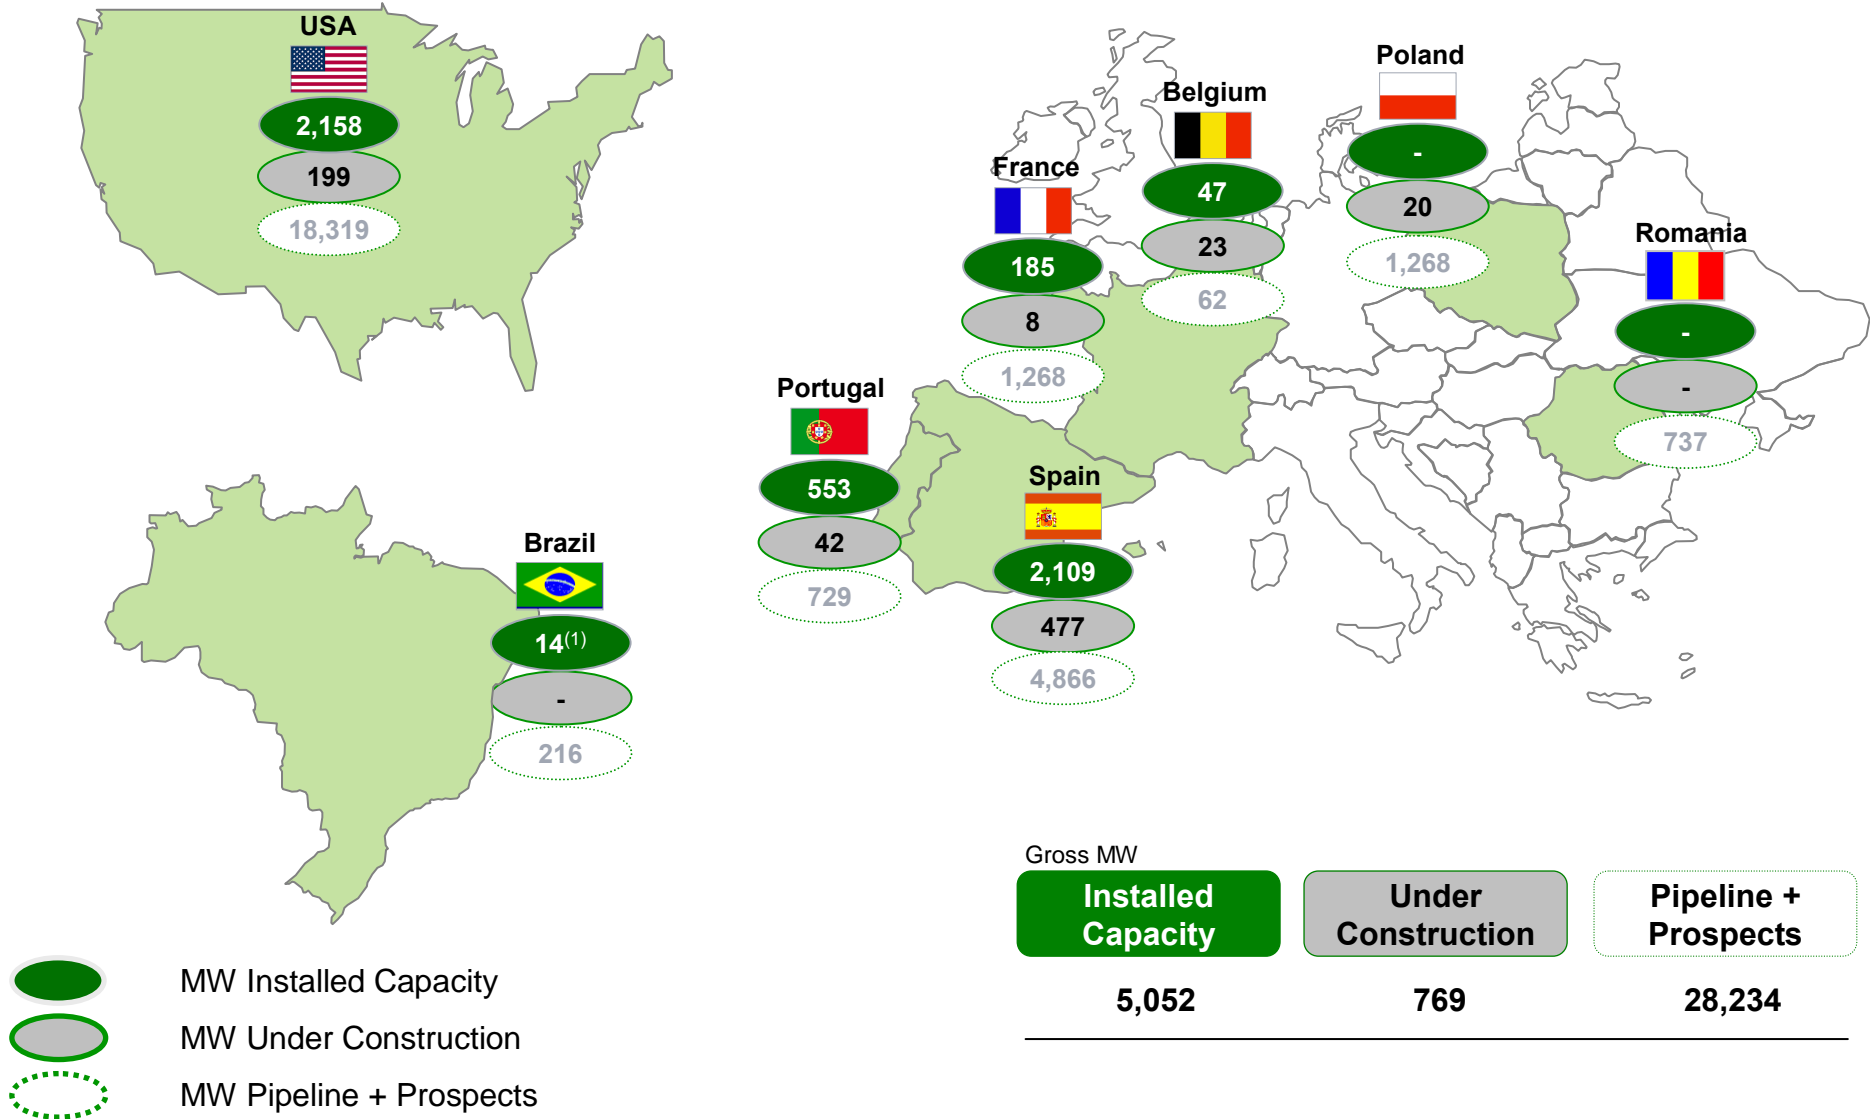 USA
2,158
199
18,319
Poland
-
20
1,268
Belgium
47
23
62
France
185
8
1,268
Romania
-
-
737
Portugal
553
42
729
Spain
2,109
477
4,866
Brazil
14(1)
-
216
Gross MW
Installed
Capacity
Under
Construction
Pipeline +
Prospects
5,052
769
28,234
MW Installed Capacity
MW Under Construction
MW Pipeline + Prospects